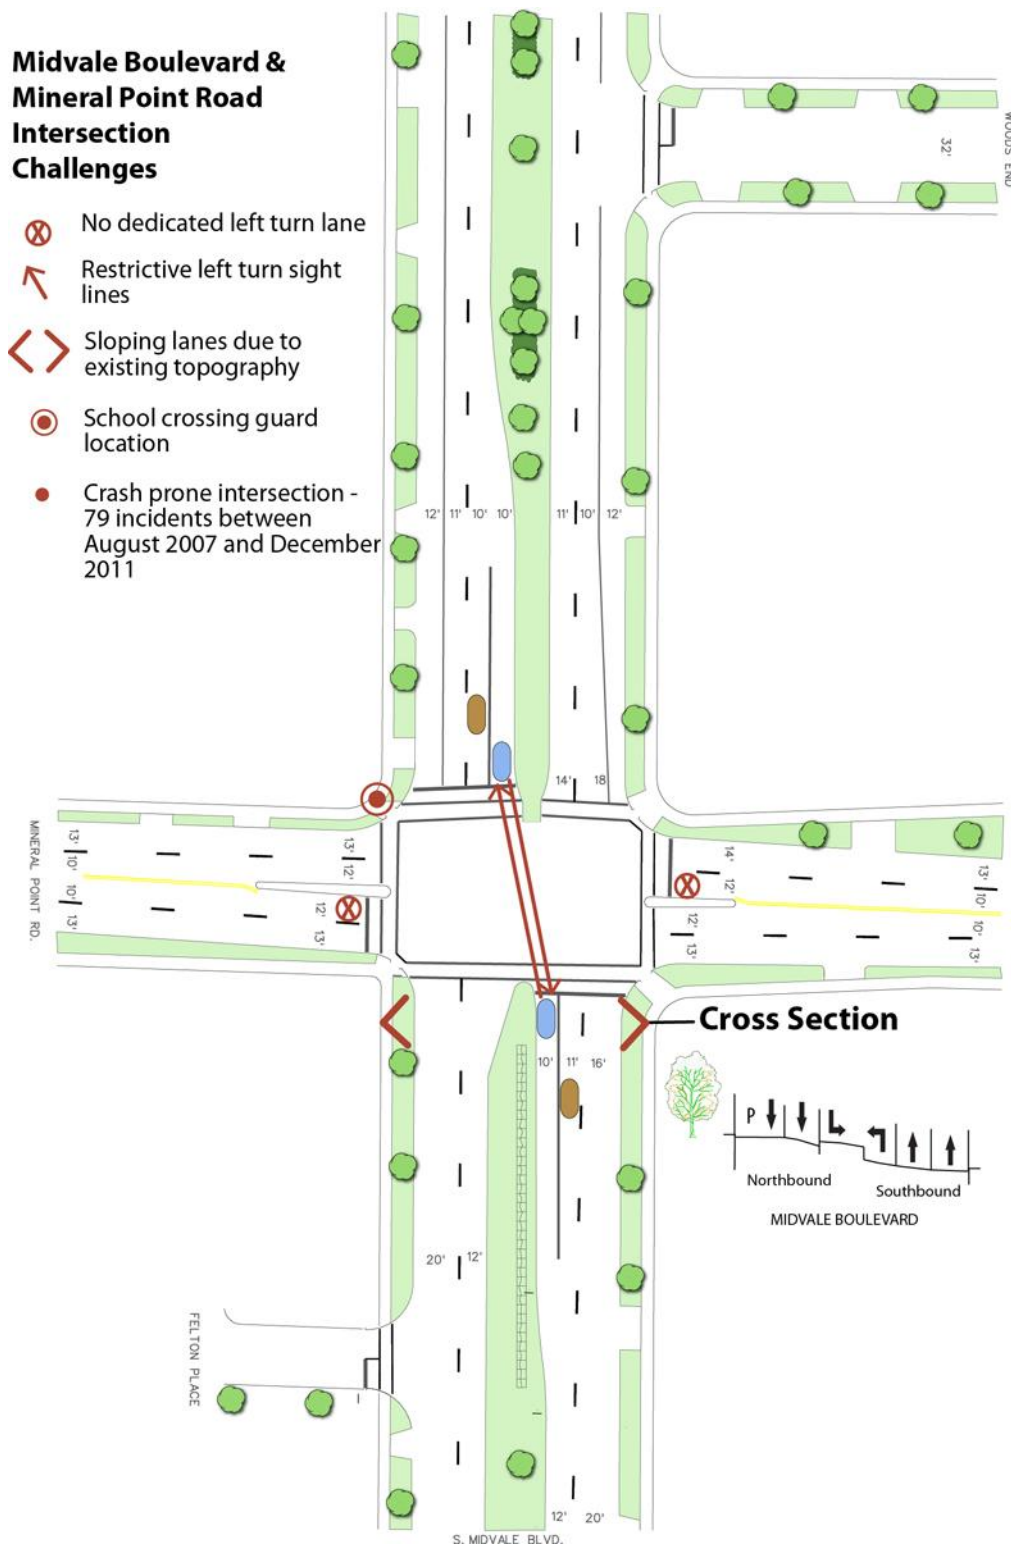 Midvale Boulevard &
Mineral Point Road
Intersection
Challenges
No dedicated left turn lane
Restrictive left turn sight
lines
Sloping lanes due to
existing topography
School crossing guard
location
Crash prone intersection -
79 incidents between
August 2007 and December
2011
WOODS END
32'
12' 11' 10' 10' 11' 10' 12'
14' 18
MINERAL POINT RD.
13'
10'
10'
13'
13'
12'
12'
13'
14'
12'
12'
13'
13'
10'
10'
13'
Cross Section
10' 11' 16'
P
Northbound
Southbound
MIDVALE BOULEVARD
20' 12'
FELTON PLACE
12' 20'
S. MIDVALE BLVD.